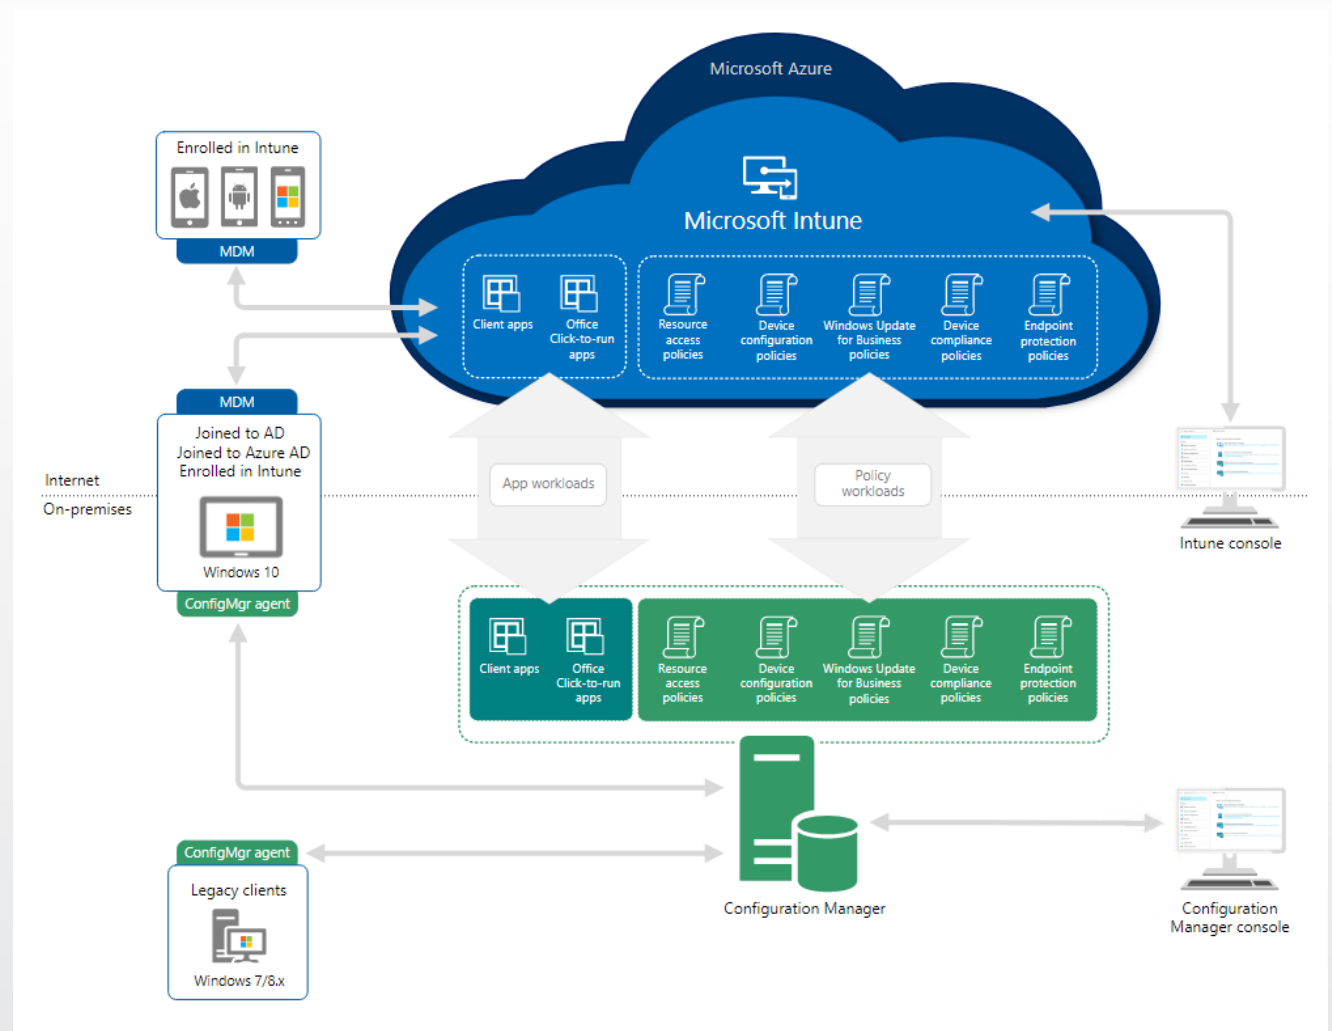 Microsoft Azure
Enrolled in Intune
MDM
Microsoft Intune
Client apps
Office
Click-to-run
apps
Resource
access
policies
Device
configuration
policies
Windows Update
for Business
policies
Device
compliance
policies
Endpoint
protection
policies
MDM
Joined to AD
Joined to Azure AD
Enrolled in Intune
Windows 10
ConfigMgr agent
Internet
On-premises
App workloads
Policy
workloads
Intune console
Client apps
Office
Click-to-run
apps
Resource
access
policies
Device
configuration
policies
Windows Update
for Business
policies
Device
compliance
policies
Endpoint
protection
policies
ConfigMgr agent
Legacy clients
Windows 7/8.x
Configuration Manager
Configuration
Manager console